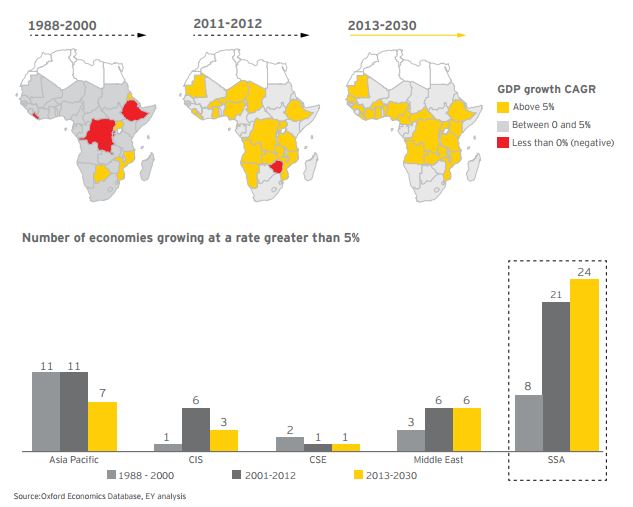 1988-2000
2011-2012
2013-2030
GDP growth CAGR
Above 5%
Between 0 and 5%
Less than 0% (negative)
Number of economies growing at a rate greater than 5%
11 11 7
1 6 3
2 1 1
3 6 6
8 21 24
Asia Pacific CIS CSE Middle East SSA
1988 - 2000 2001-2012 2013-2030
Source:Oxford Economics Database, EY analysis